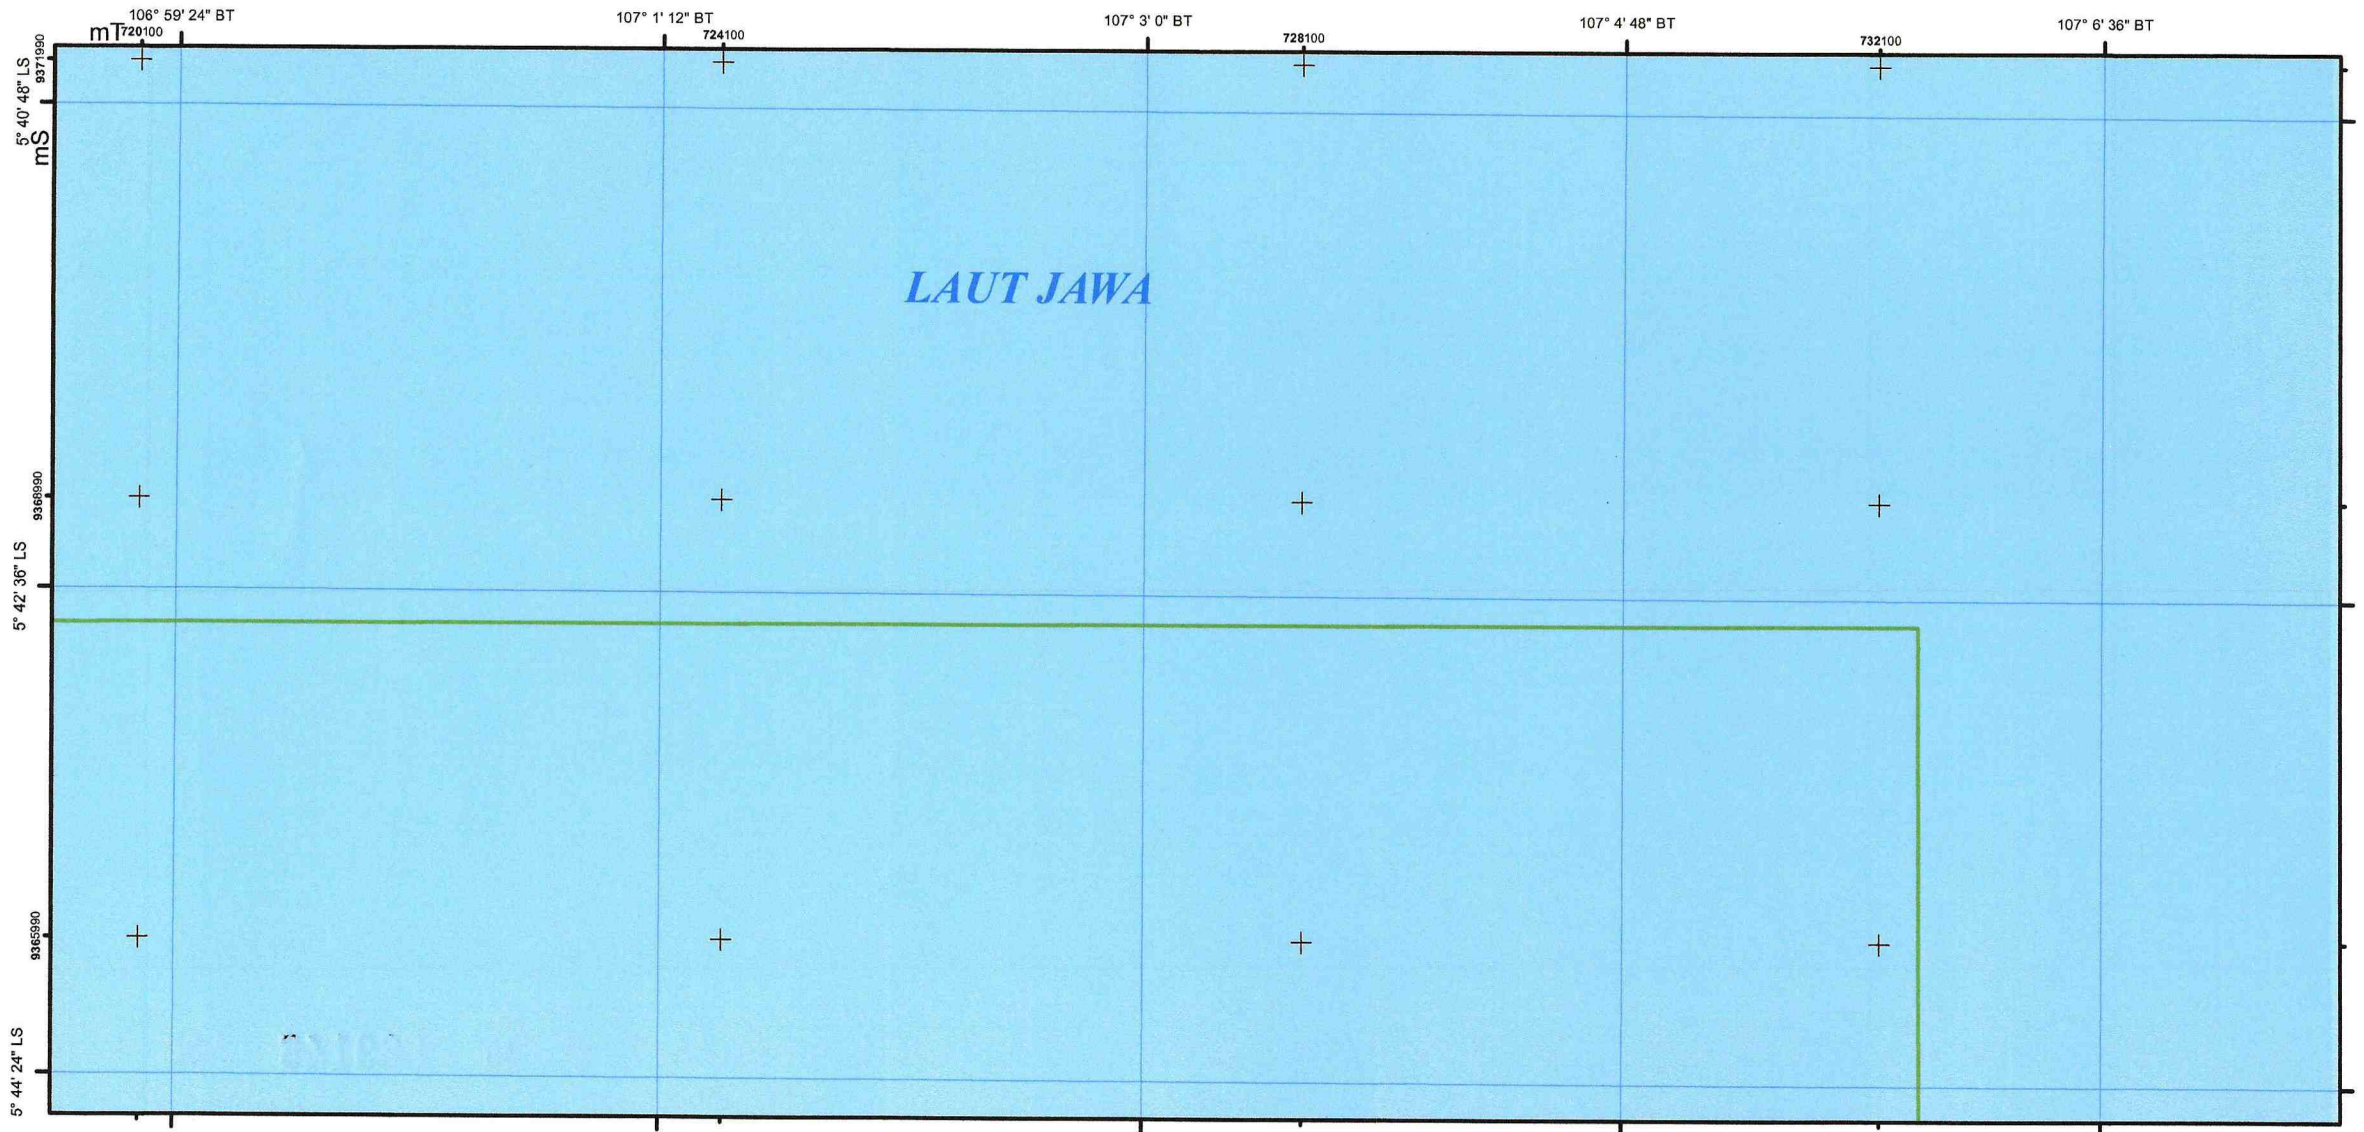 106° 59' 24" BT
107° 1' 12" BT
107° 3' 0" BT
107° 4' 48" BT
107° 6' 36" BT
mT
720100
724100
728100
732100
9371990
5° 40' 48" LS
mS
LAUT JAWA
9368990
5° 42' 36" LS
9365990
5° 44' 24" LS